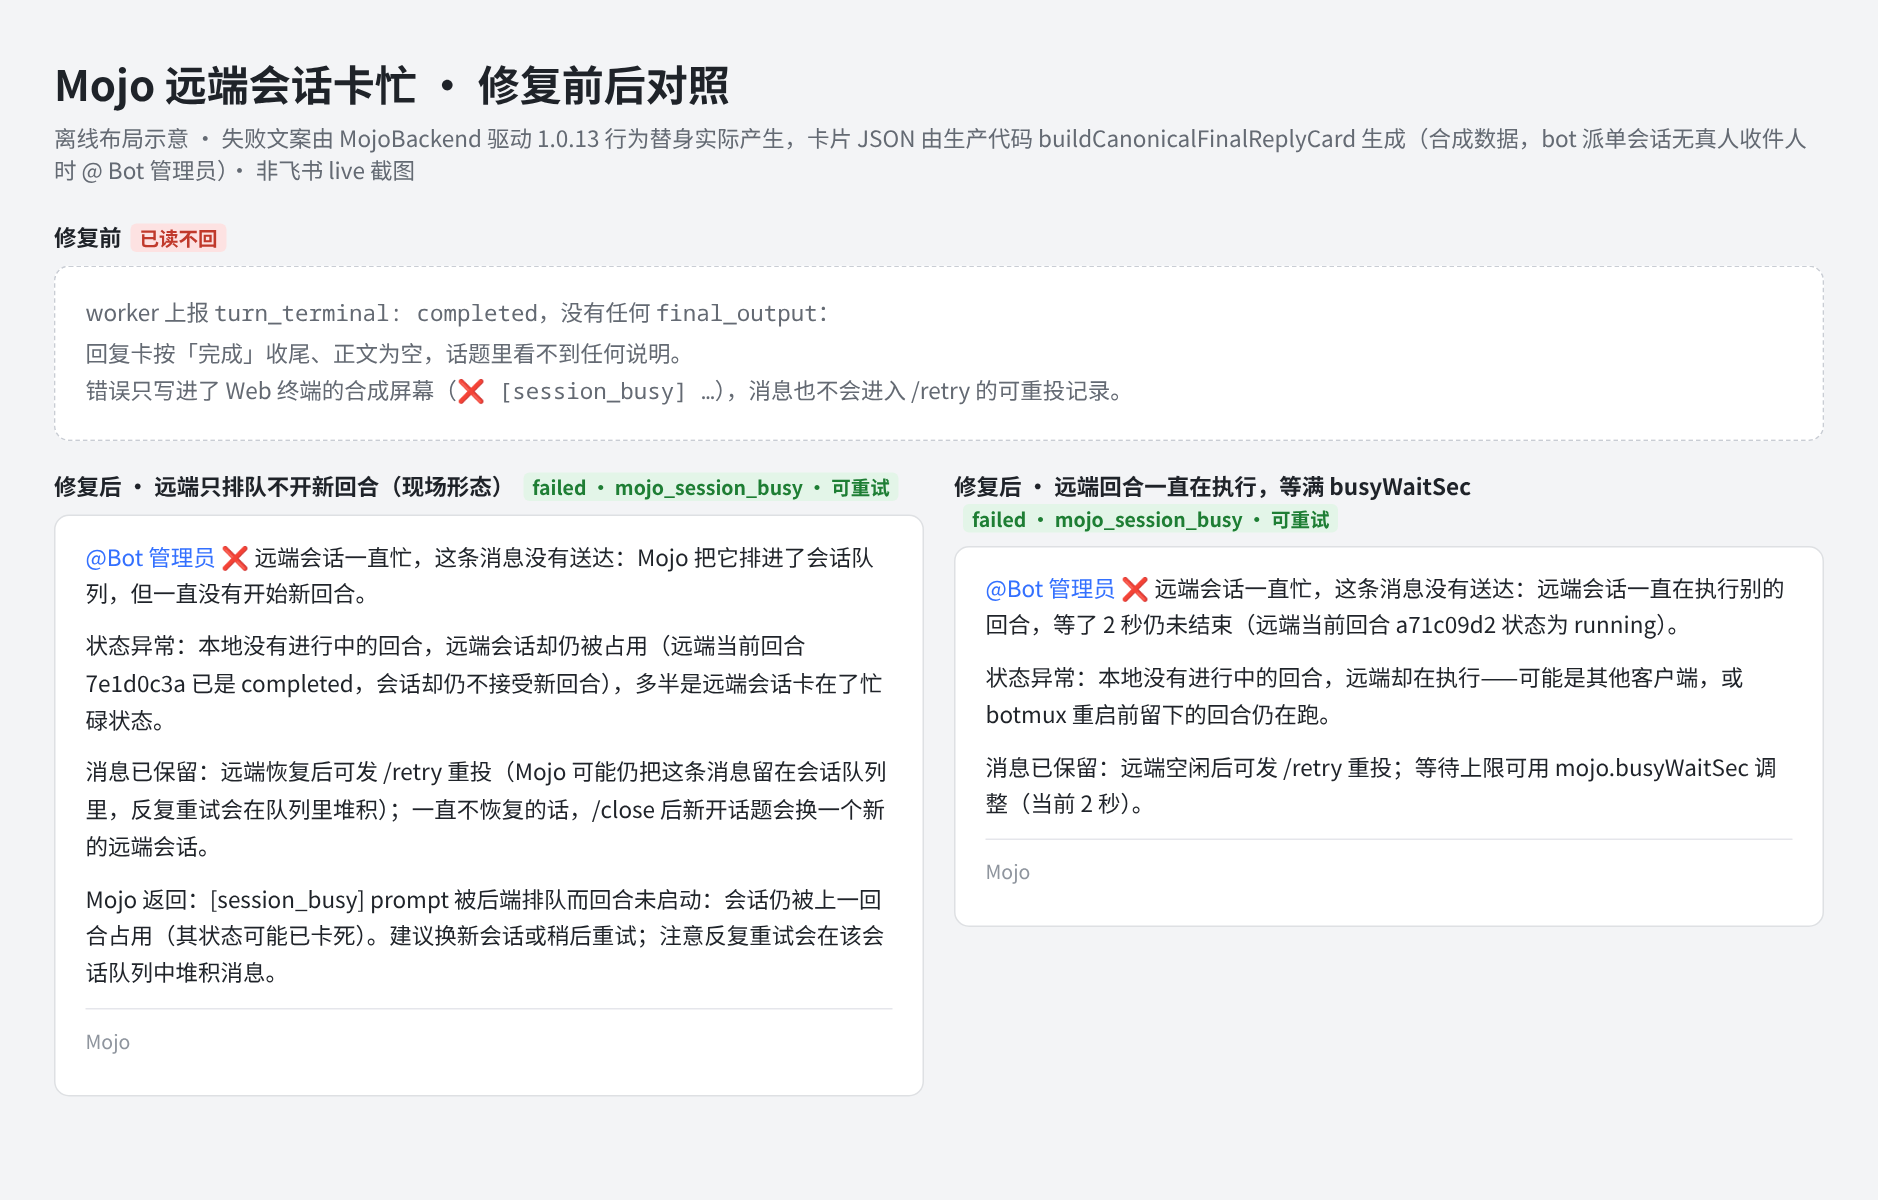 Mojo 远端会话卡忙 · 修复前后对照
离线布局示意 · 失败文案由 MojoBackend 驱动 1.0.13 行为替身实际产生，卡片 JSON 由生产代码 buildCanonicalFinalReplyCard 生成（合成数据，bot 派单会话无真人收件人
时 @ Bot 管理员）· 非飞书 live 截图
修复前 已读不回
worker 上报 turn_terminal: completed，没有任何 final_output：
回复卡按「完成」收尾、正文为空，话题里看不到任何说明。
错误只写进了 Web 终端的合成屏幕（❌ [session_busy] …），消息也不会进入 /retry 的可重投记录。
修复后 · 远端只排队不开新回合（现场形态） failed · mojo_session_busy · 可重试
@Bot 管理员 ❌ 远端会话一直忙，这条消息没有送达：Mojo 把它排进了会话队
列，但一直没有开始新回合。
状态异常：本地没有进行中的回合，远端会话却仍被占用（远端当前回合
7e1d0c3a 已是 completed，会话却仍不接受新回合），多半是远端会话卡在了忙
碌状态。
消息已保留：远端恢复后可发 /retry 重投（Mojo 可能仍把这条消息留在会话队列
里，反复重试会在队列里堆积）；一直不恢复的话，/close 后新开话题会换一个新
的远端会话。
Mojo 返回：[session_busy] prompt 被后端排队而回合未启动：会话仍被上一回
合占用（其状态可能已卡死）。建议换新会话或稍后重试；注意反复重试会在该会
话队列中堆积消息。
Mojo
修复后 · 远端回合一直在执行，等满 busyWaitSec
failed · mojo_session_busy · 可重试
@Bot 管理员 ❌ 远端会话一直忙，这条消息没有送达：远端会话一直在执行别的
回合，等了 2 秒仍未结束（远端当前回合 a71c09d2 状态为 running）。
状态异常：本地没有进行中的回合，远端却在执行——可能是其他客户端，或
botmux 重启前留下的回合仍在跑。
消息已保留：远端空闲后可发 /retry 重投；等待上限可用 mojo.busyWaitSec 调
整（当前 2 秒）。
Mojo